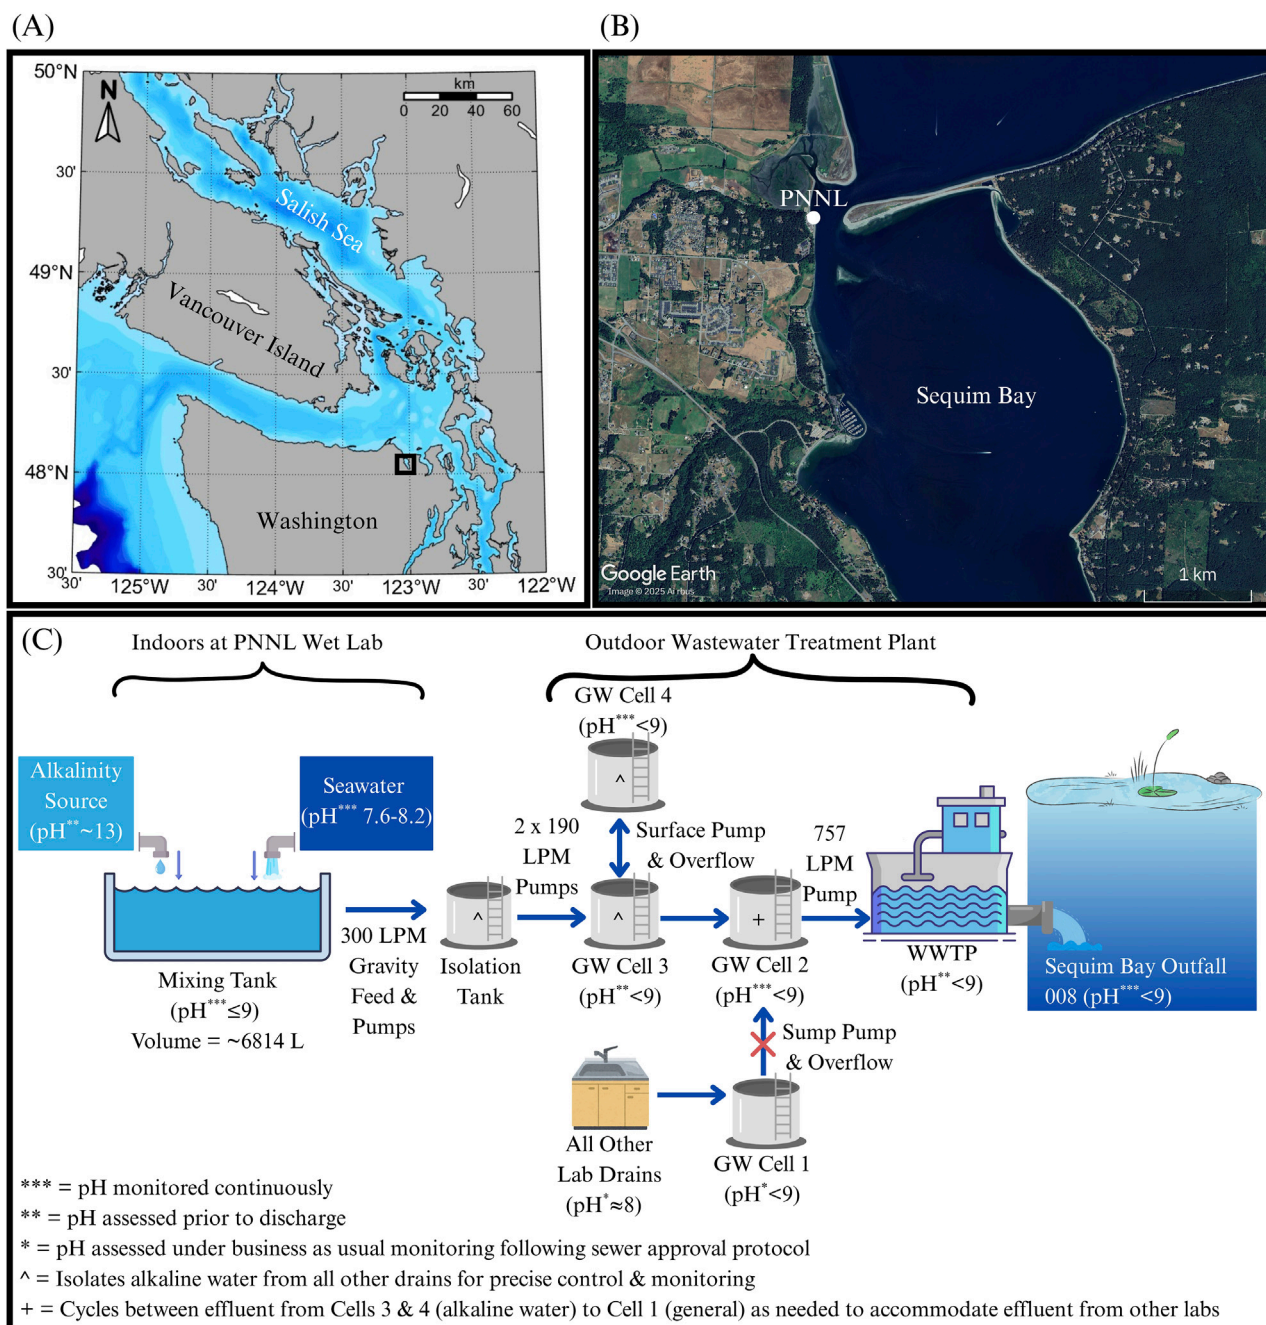 (A)
(B)
50°N
30'
49°N
30'
48°N
30'
30'
125°W
30'
124°W
30'
123°W
30'
122°W
N
km
0 20 40 60
Salish Sea
Vancouver Island
Washington
PNNL
Sequim Bay
Google Earth
Image © 2025 Airbus
1 km
(C)
Indoors at PNNL Wet Lab
Outdoor Wastewater Treatment Plant
Alkalinity
Source
(pH**~13)
Seawater
(pH*** 7.6-8.2)
Mixing Tank
(pH***≤9)
Volume = ~6814 L
300 LPM
Gravity
Feed &
Pumps
^
Isolation
Tank
2 x 190
LPM
Pumps
GW Cell 4
(pH***<9)
^
Surface Pump
& Overflow
^
GW Cell 3
(pH**<9)
+
GW Cell 2
(pH***<9)
757
LPM
Pump
WWTP
(pH**<9)
Sequim Bay Outfall
008 (pH***<9)
Sump Pump
& Overflow
All Other
Lab Drains
(pH*≈8)
GW Cell 1
(pH*<9)
*** = pH monitored continuously
** = pH assessed prior to discharge
* = pH assessed under business as usual monitoring following sewer approval protocol
^ = Isolates alkaline water from all other drains for precise control & monitoring
+ = Cycles between effluent from Cells 3 & 4 (alkaline water) to Cell 1 (general) as needed to accommodate effluent from other labs